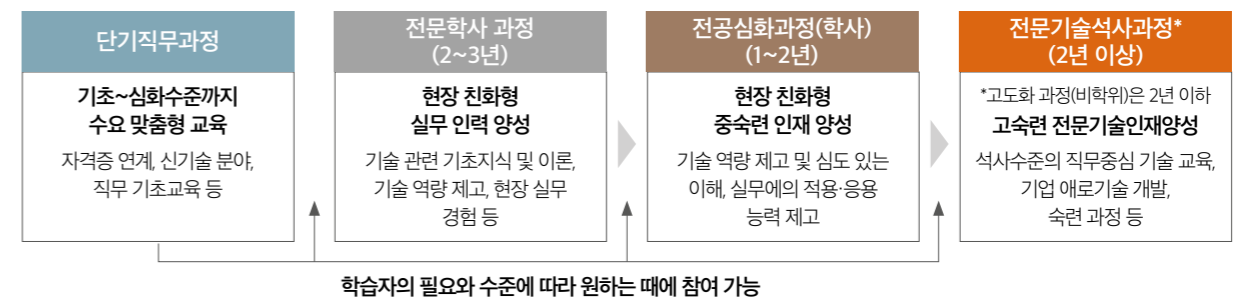 단기직무과정
기초~심화수준까지
수요 맞춤형 교육
자격증 연계, 신기술 분야,
직무 기초교육 등
전문학사 과정
(2~3년)
현장 친화형
실무 인력 양성
기술 관련 기초지식 및 이론,
기술 역량 제고, 현장 실무
경험 등
전공심화과정(학사)
(1~2년)
현장 친화형
중숙련 인재 양성
기술 역량 제고 및 심도 있는
이해, 실무에의 적용·응용
능력 제고
전문기술석사과정*
(2년 이상)
*고도화 과정(비학위)은 2년 이하
고숙련 전문기술인재양성
석사수준의 직무중심 기술 교육,
기업 애로기술 개발,
숙련 과정 등
학습자의 필요와 수준에 따라 원하는 때에 참여 가능